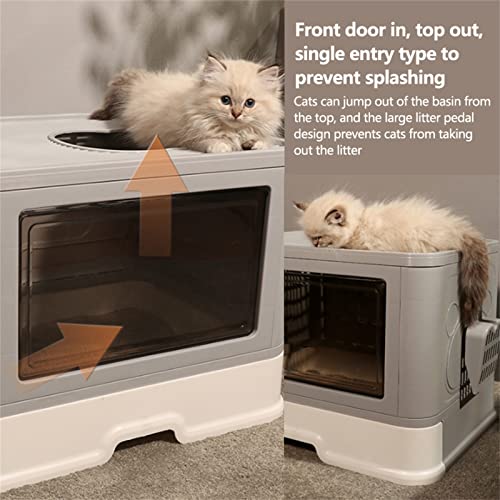 Front door in, top out,
single entry type to
prevent splashing
Cats can jump out of the basin from
the top, and the large litter pedal
design prevents cats from taking
out the litter